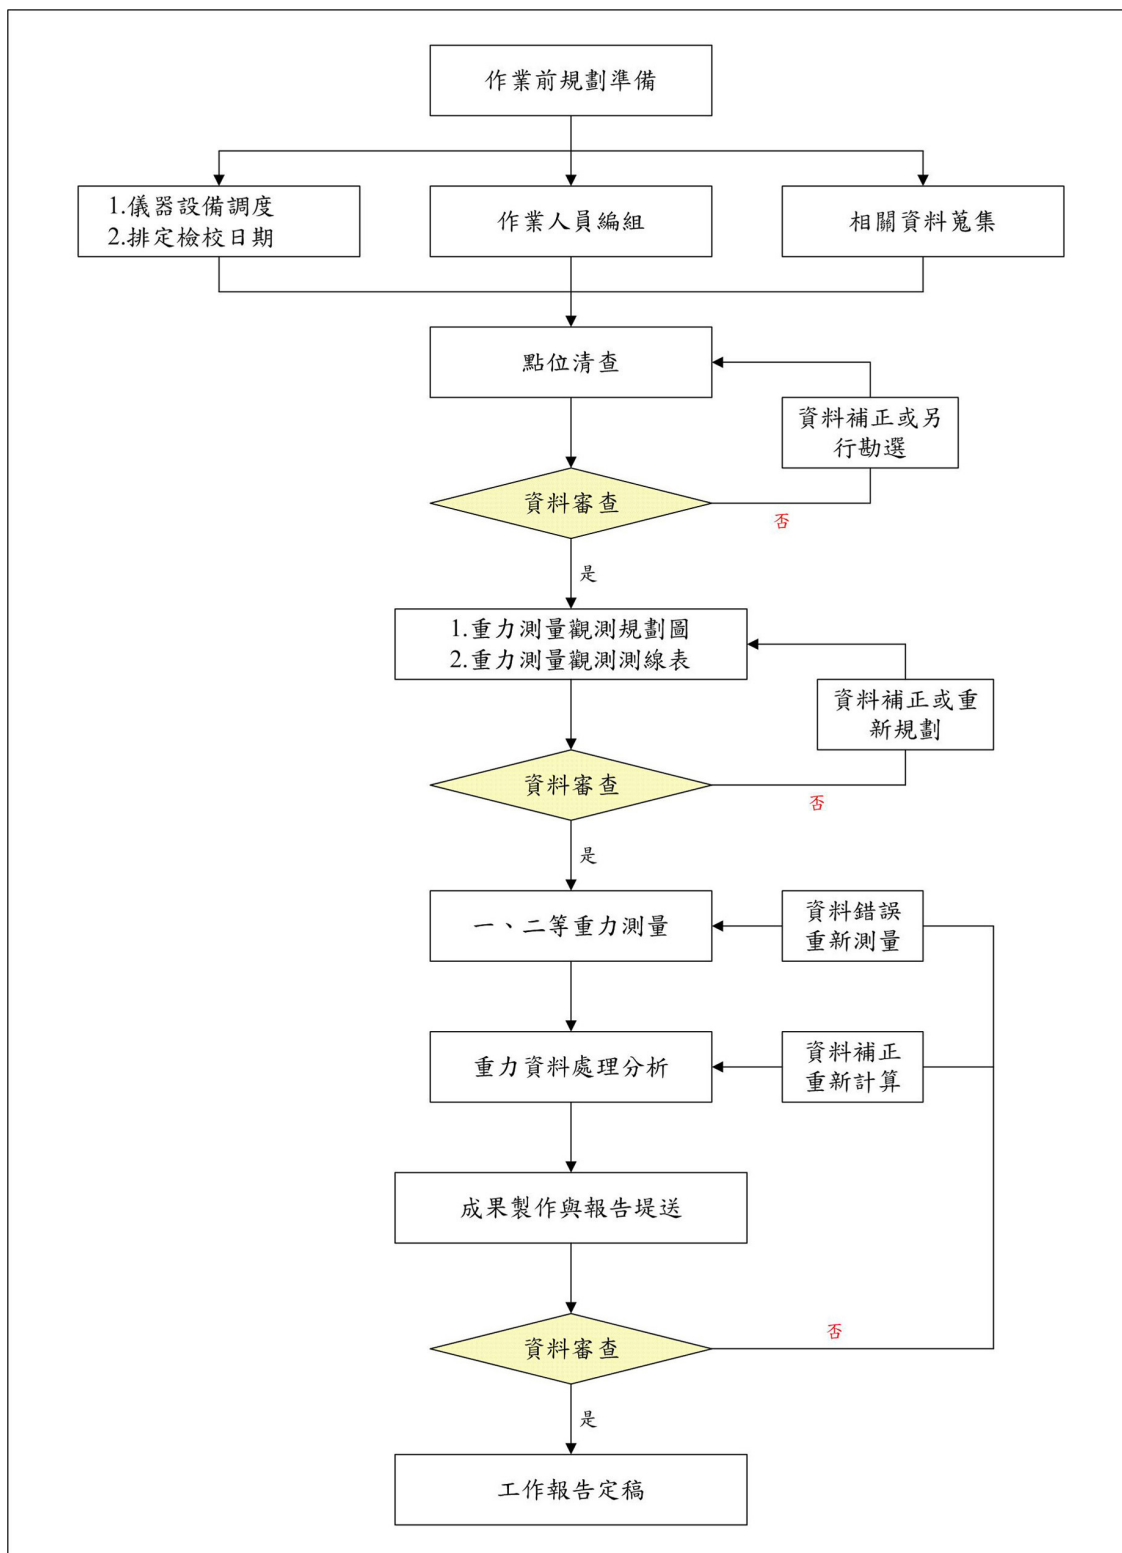 作業前規劃準備
1.儀器設備調度
2.排定檢校日期
作業人員編組
相關資料蒐集
點位清查
資料補正或另
行勘選
資料審查
否
是
1.重力測量觀測規劃圖
2.重力測量觀測測線表
資料補正或重
新規劃
資料審查
否
是
一、二等重力測量
資料錯誤
重新測量
重力資料處理分析
資料補正
重新計算
成果製作與報告堤送
資料審查
否
是
工作報告定稿